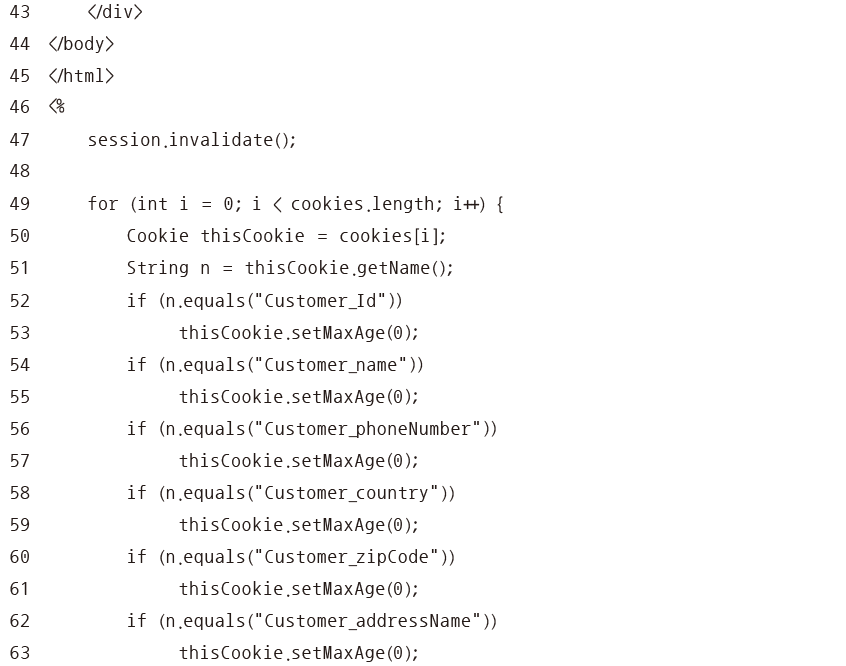 43 </div>
44 </body>
45 </html>
46 <%
47 session.invalidate();
48
49 for (int i = 0; i < cookies.length; i++) {
50 Cookie thisCookie = cookies[i];
51 String n = thisCookie.getName();
52 if (n.equals("Customer_Id"))
53 thisCookie.setMaxAge(0);
54 if (n.equals("Customer_name"))
55 thisCookie.setMaxAge(0);
56 if (n.equals("Customer_phoneNumber"))
57 thisCookie.setMaxAge(0);
58 if (n.equals("Customer_country"))
59 thisCookie.setMaxAge(0);
60 if (n.equals("Customer_zipCode"))
61 thisCookie.setMaxAge(0);
62 if (n.equals("Customer_addressName"))
63 thisCookie.setMaxAge(0);